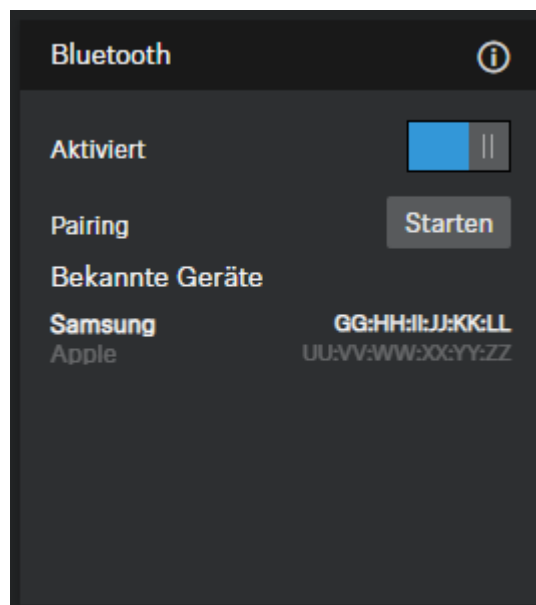 Bluetooth
Aktiviert
Pairing Starten
Bekannte Geräte
Samsung GG:HH:II:JJ:KK:LL
Apple UU:VV:WW:XX:YY:ZZ